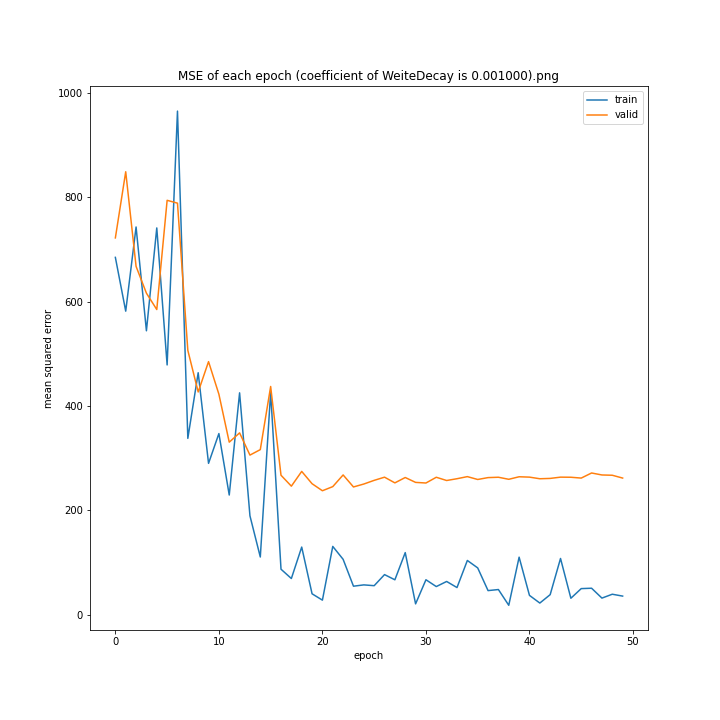 MSE of each epoch (coefficient of WeiteDecay is 0.001000).png
train
valid
1000
800
600
400
200
0
mean squared error
0 10 20 30 40 50
epoch